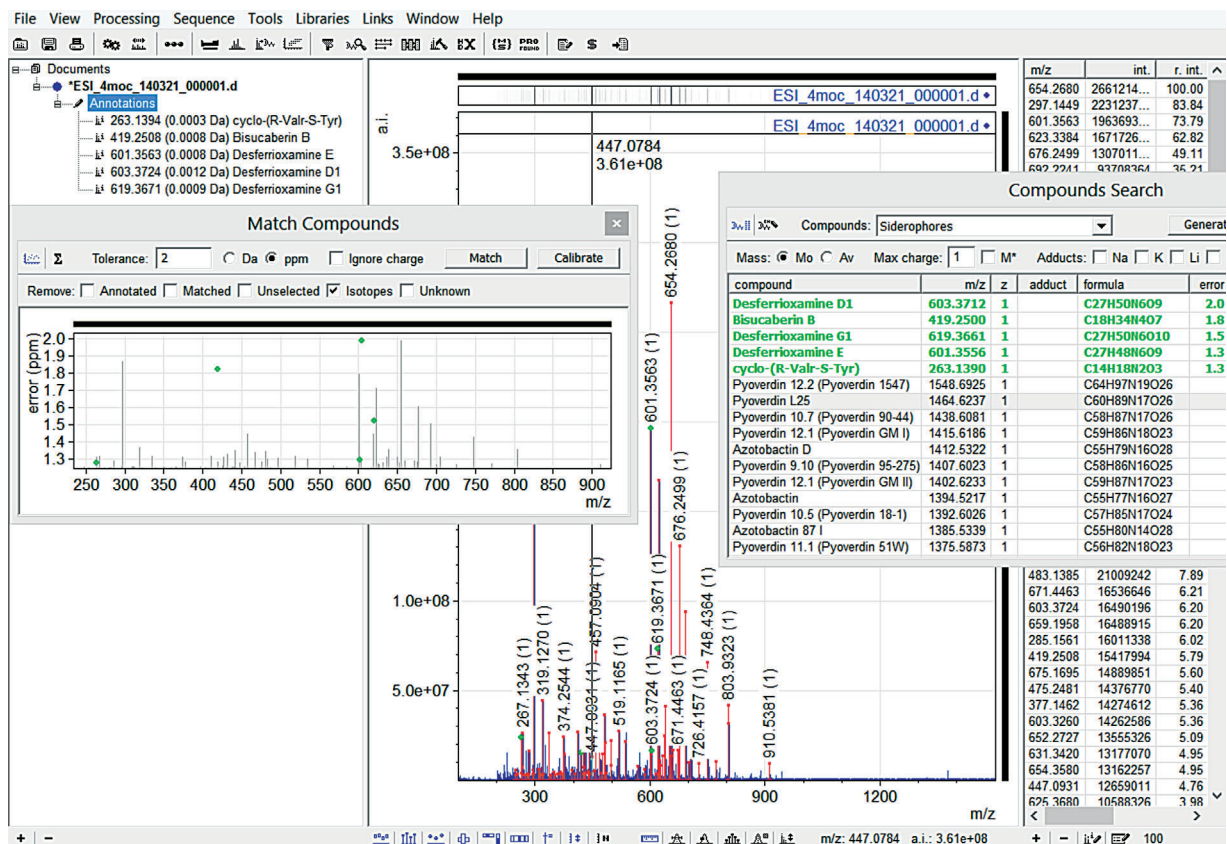 File View Processing Sequence Tools Libraries Links Window Help
PRO FOUND
Documents
*ESI_4moc_140321_000001.d
Annotations
263.1394 (0.0003 Da) cyclo-(R-Valr-S-Tyr)
419.2508 (0.0008 Da) Bisucaberin B
601.3563 (0.0008 Da) Desferrioxamine E
603.3724 (0.0012 Da) Desferrioxamine D1
619.3671 (0.0009 Da) Desferrioxamine G1
Match Compounds
Σ Tolerance: 2 Da ppm Ignore charge Match Calibrate
Remove: Annotated Matched Unselected Isotopes Unknown
error (ppm)
2.0
1.9
1.8
1.7
1.6
1.5
1.4
1.3
250 300 350 400 450 500 550 600 650 700 750 800 850 900
m/z
a.i.
ESI_4moc_140321_000001.d
ESI_4moc_140321_000001.d
447.0784
3.61e+08
3.5e+08
1.0e+08
5.0e+07
267.1343 (1)
319.1270 (1)
374.2544 (1)
447.0931 (1)
457.0904 (1)
519.1165 (1)
601.3563 (1)
603.3724 (1)
619.3671 (1)
654.2680 (1)
671.4463 (1)
676.2499 (1)
726.4157 (1)
748.4364 (1)
803.9323 (1)
910.5381 (1)
300 600 900 1200
m/z
m/z int. r. int.
654.2680 2661214... 100.00
297.1449 2231237... 83.84
601.3563 1963693... 73.79
623.3384 1671726... 62.82
676.2499 1307011... 49.11
692.2241 93708364 35.21
Compounds Search
Compounds: Siderophores Generat
Mass: Mo Av Max charge: 1 M* Adducts: Na K Li
compound m/z z adduct formula error
Desferrioxamine D1 603.3712 1 C27H50N6O9 2.0
Bisucaberin B 419.2500 1 C18H34N4O7 1.8
Desferrioxamine G1 619.3661 1 C27H50N6O10 1.5
Desferrioxamine E 601.3556 1 C27H48N6O9 1.3
cyclo-(R-Valr-S-Tyr) 263.1390 1 C14H18N2O3 1.3
Pyoverdin 12.2 (Pyoverdin 1547) 1548.6925 1 C64H97N19O26
Pyoverdin L25 1464.6237 1 C60H89N17O26
Pyoverdin 10.7 (Pyoverdin 90-44) 1438.6081 1 C58H87N17O26
Pyoverdin 12.1 (Pyoverdin GM I) 1415.6186 1 C59H86N18O23
Azotobactin D 1412.5322 1 C55H79N16O28
Pyoverdin 9.10 (Pyoverdin 95-275) 1407.6023 1 C58H86N16O25
Pyoverdin 12.1 (Pyoverdin GM II) 1402.6233 1 C59H87N17O23
Azotobactin 1394.5217 1 C55H77N16O27
Pyoverdin 10.5 (Pyoverdin 18-1) 1392.6026 1 C57H85N17O24
Azotobactin 87 I 1385.5339 1 C55H80N14O28
Pyoverdin 11.1 (Pyoverdin 51W) 1375.5873 1 C56H82N18O23
483.1385 21009242 7.89
671.4463 16536646 6.21
603.3724 16490196 6.20
659.1958 16488915 6.20
285.1561 16011338 6.02
419.2508 15417994 5.79
675.1695 14889851 5.60
475.2481 14376770 5.40
377.1462 14274612 5.36
603.3260 14262586 5.36
652.2727 13555326 5.09
631.3420 13177070 4.95
654.3580 13162257 4.95
447.0931 12659011 4.76
625.3680 10588326 3.98
m/z: 447.0784 a.i.: 3.61e+08 100